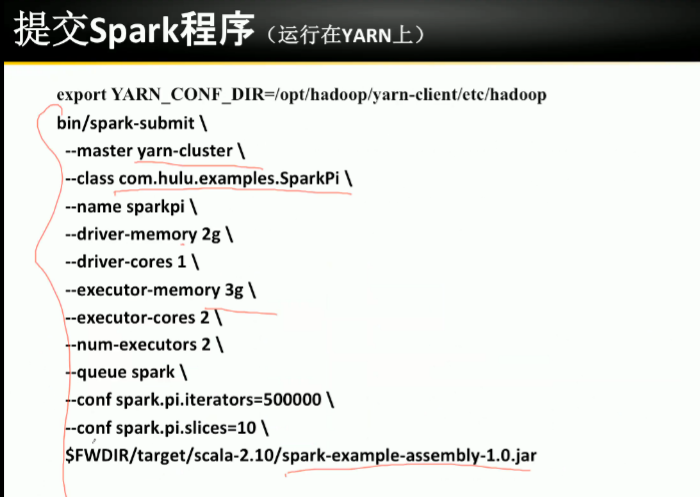 提交Spark程序（运行在YARN上）
export YARN_CONF_DIR=/opt/hadoop/yarn-client/etc/hadoop
bin/spark-submit \
--master yarn-cluster \
--class com.hulu.examples.SparkPi \
--name sparkpi \
--driver-memory 2g \
--driver-cores 1 \
--executor-memory 3g \
--executor-cores 2 \
--num-executors 2 \
--queue spark \
--conf spark.pi.iterators=500000 \
--conf spark.pi.slices=10 \
$FWDIR/target/scala-2.10/spark-example-assembly-1.0.jar